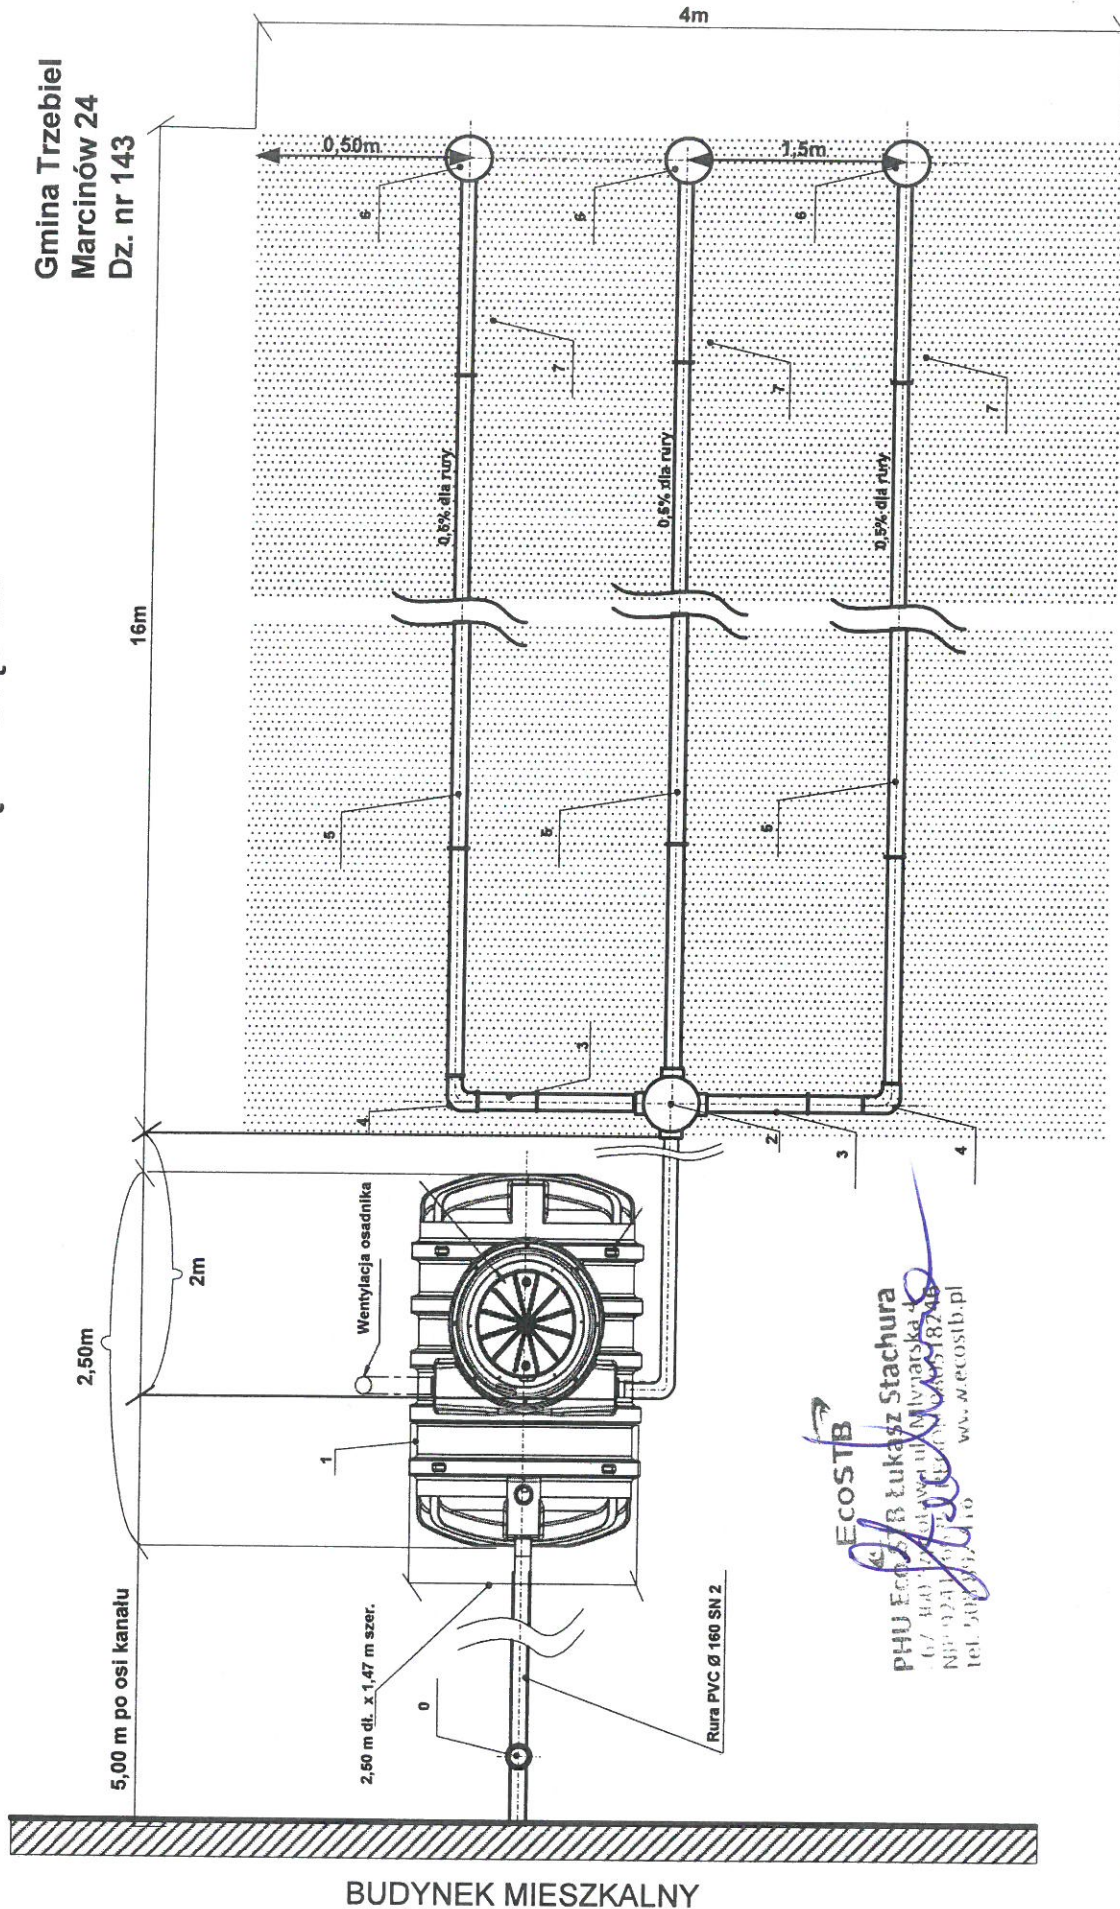 Gmina Trzebiel
Marcinów 24
Dz. nr 143
4m
16m
0,50m
1,5m
6
6
6
7
7
7
0,5% dla rury
0,5% dla rury
0,5% dla rury
5
5
5
3
4
2
3
4
2,50m
2m
Wentylacja osadnika
1
5,00 m po osi kanału
2,50 m dł. x 1,47 m szer.
0
Rura PVC Ø 160 SN 2
ECOSTB
PHU EcoSTB Łukasz Stachura
www.ecostb.pl
BUDYNEK MIESZKALNY